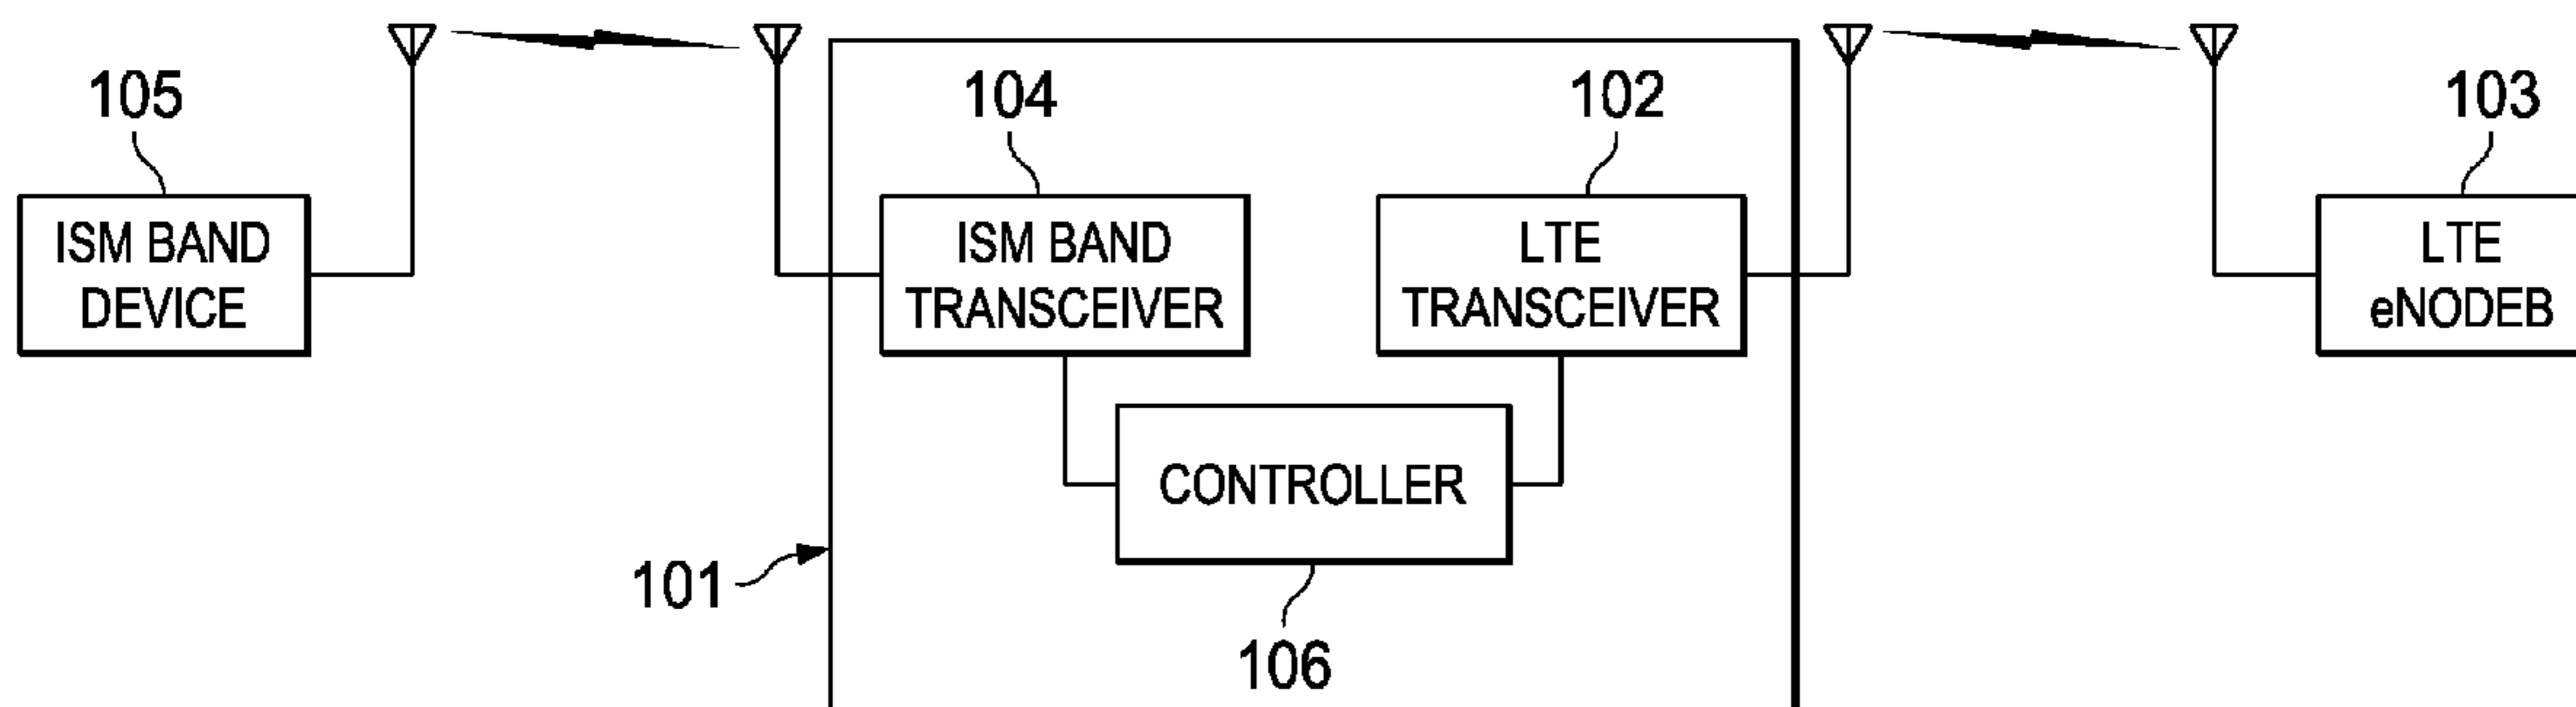 105
104
102
103
ISM BAND
DEVICE
ISM BAND
TRANSCEIVER
LTE
TRANSCEIVER
LTE
eNODEB
CONTROLLER
101
106